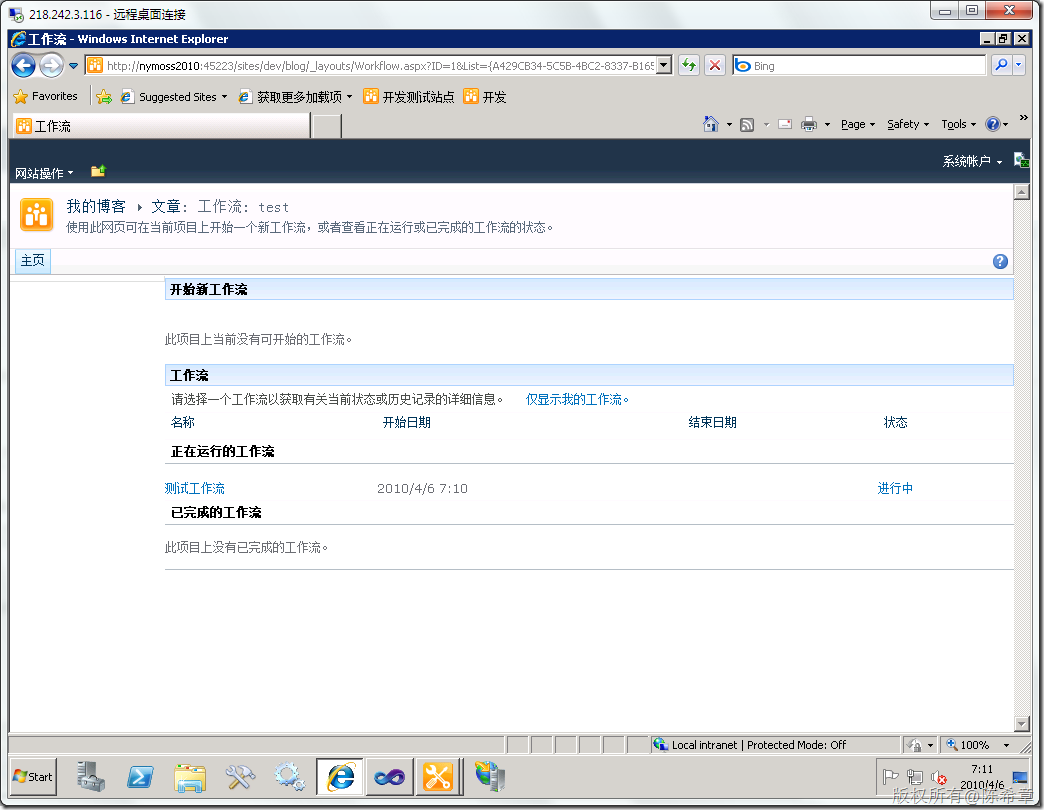 218.242.3.116 - 远程桌面连接
工作流 - Windows Internet Explorer
http://nymoss2010:45223/sites/dev/blog/_layouts/Workflow.aspx?ID=1&List={A429CB34-5C5B-4BC2-8337-B165
Bing
Favorites Suggested Sites 获取更多加载项 开发测试站点 开发
工作流
Page Safety Tools »
网站操作 系统帐户
我的博客 文章: 工作流: test
使用此网页可在当前项目上开始一个新工作流，或者查看正在运行或已完成的工作流的状态。
主页
开始新工作流
此项目上当前没有可开始的工作流。
工作流
请选择一个工作流以获取有关当前状态或历史记录的详细信息。 仅显示我的工作流。
名称 开始日期 结束日期 状态
正在运行的工作流
测试工作流 2010/4/6 7:10 进行中
已完成的工作流
此项目上没有已完成的工作流。
Local intranet | Protected Mode: Off 100%
Start 7:11
2010/4/6
版权所有@陈希章